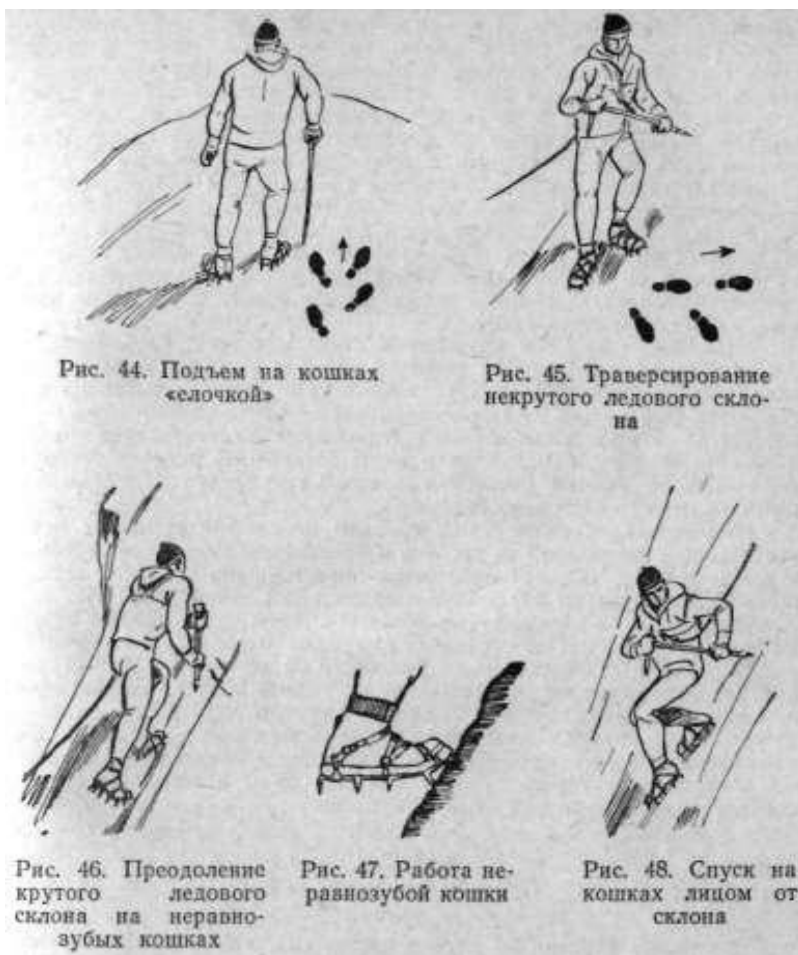 Рис. 44. Подъем на кошках
«елочкой»
Рис. 45. Траверсирование
некрутого ледового скло-
на
Рис. 46. Преодоление
крутого ледового
склона на неравно-
зубых кошках
Рис. 47. Работа не-
равнозубой кошки
Рис. 48. Спуск на
кошках лицом от
склона